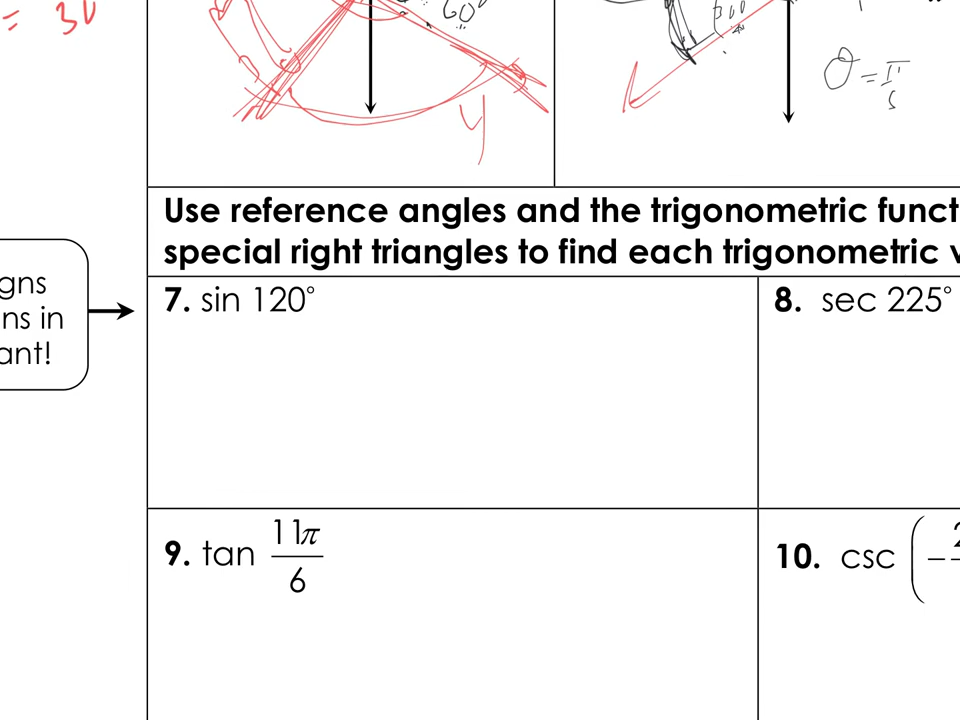 = 30
60°
y
θ = π
Use reference angles and the trigonometric funct
special right triangles to find each trigonometric v
gns
ns in
ant!
7. sin 120°
8. sec 225°
9. tan 11π/6
10. csc (-2